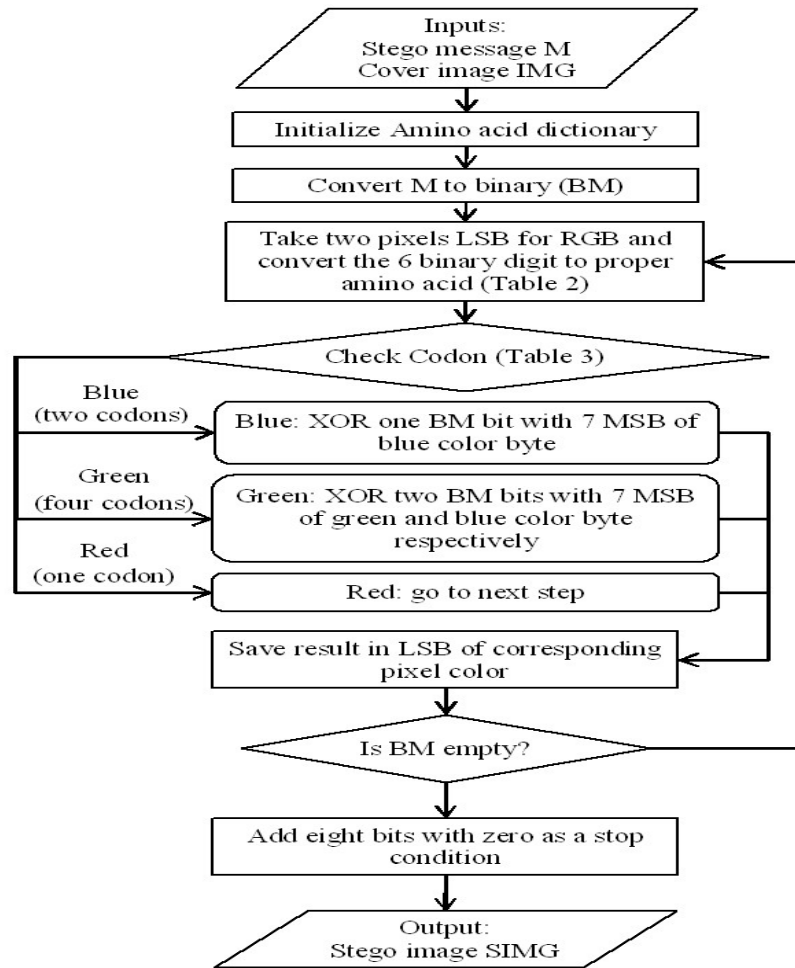 Inputs:
Stego message M
Cover image IMG
Initialize Amino acid dictionary
Convert M to binary (BM)
Take two pixels LSB for RGB and
convert the 6 binary digit to proper
amino acid (Table 2)
Check Codon (Table 3)
Blue
(two codons)
Blue: XOR one BM bit with 7 MSB of
blue color byte
Green
(four codons)
Green: XOR two BM bits with 7 MSB
of green and blue color byte
respectively
Red
(one codon)
Red: go to next step
Save result in LSB of corresponding
pixel color
Is BM empty?
Add eight bits with zero as a stop
condition
Output:
Stego image SIMG